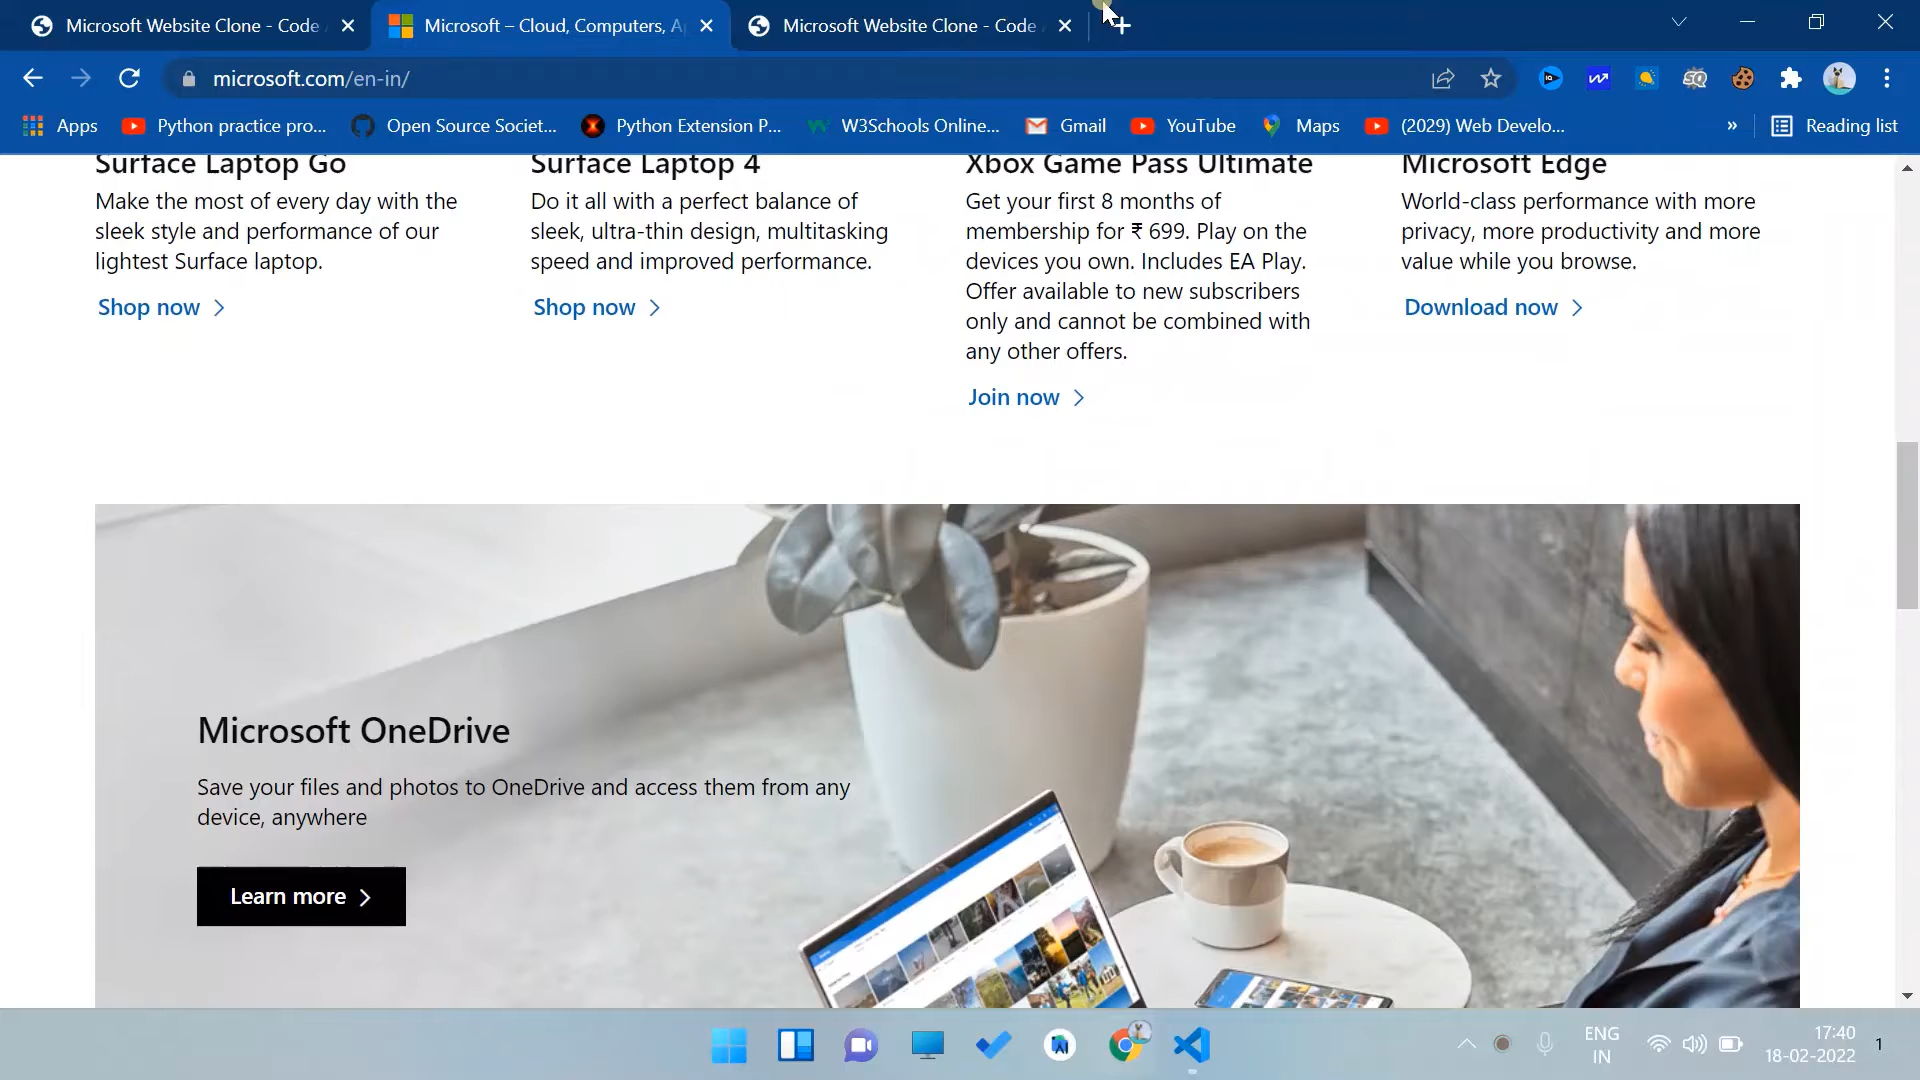 Microsoft Website Clone - Code
Microsoft – Cloud, Computers, A
Microsoft Website Clone - Code
microsoft.com/en-in/
Apps
Python practice pro...
Open Source Societ...
Python Extension P...
W3Schools Online...
Gmail
YouTube
Maps
(2029) Web Develo...
»
Reading list
Surface Laptop Go
Make the most of every day with the
sleek style and performance of our
lightest Surface laptop.
Shop now
Surface Laptop 4
Do it all with a perfect balance of
sleek, ultra-thin design, multitasking
speed and improved performance.
Shop now
Xbox Game Pass Ultimate
Get your first 8 months of
membership for ₹ 699. Play on the
devices you own. Includes EA Play.
Offer available to new subscribers
only and cannot be combined with
any other offers.
Join now
Microsoft Edge
World-class performance with more
privacy, more productivity and more
value while you browse.
Download now
Microsoft OneDrive
Save your files and photos to OneDrive and access them from any
device, anywhere
Learn more
ENG
IN
17:40
18-02-2022
1